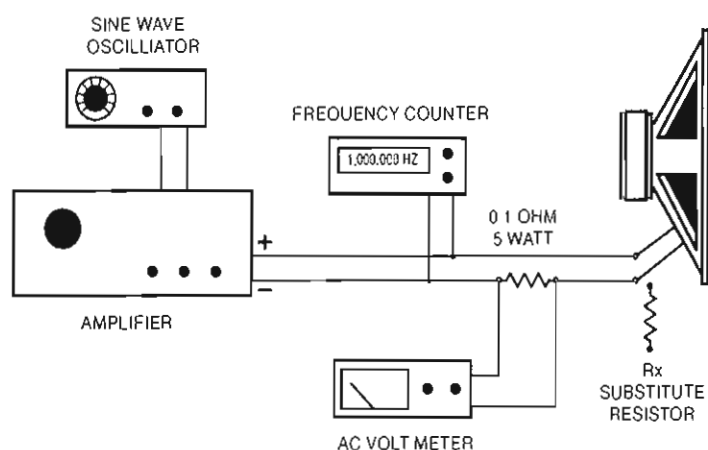 SINE WAVE
OSCILLIATOR
FREQUENCY COUNTER
1,000.000 HZ
0.1 OHM
5 WATT
+
−
AMPLIFIER
Rx
SUBSTITUTE
RESISTOR
AC VOLT METER